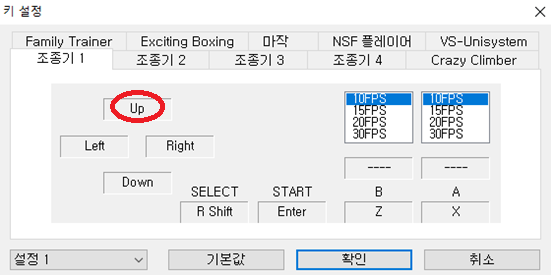 키 설정
Family Trainer Exciting Boxing 마작 NSF 플레이어 VS-Unisystem
조종기 1 조종기 2 조종기 3 조종기 4 Crazy Climber
Up
10FPS 10FPS
15FPS 15FPS
20FPS 20FPS
30FPS 30FPS
Left Right
---- ----
Down
SELECT START B A
R Shift Enter Z X
설정 1 기본값 확인 취소